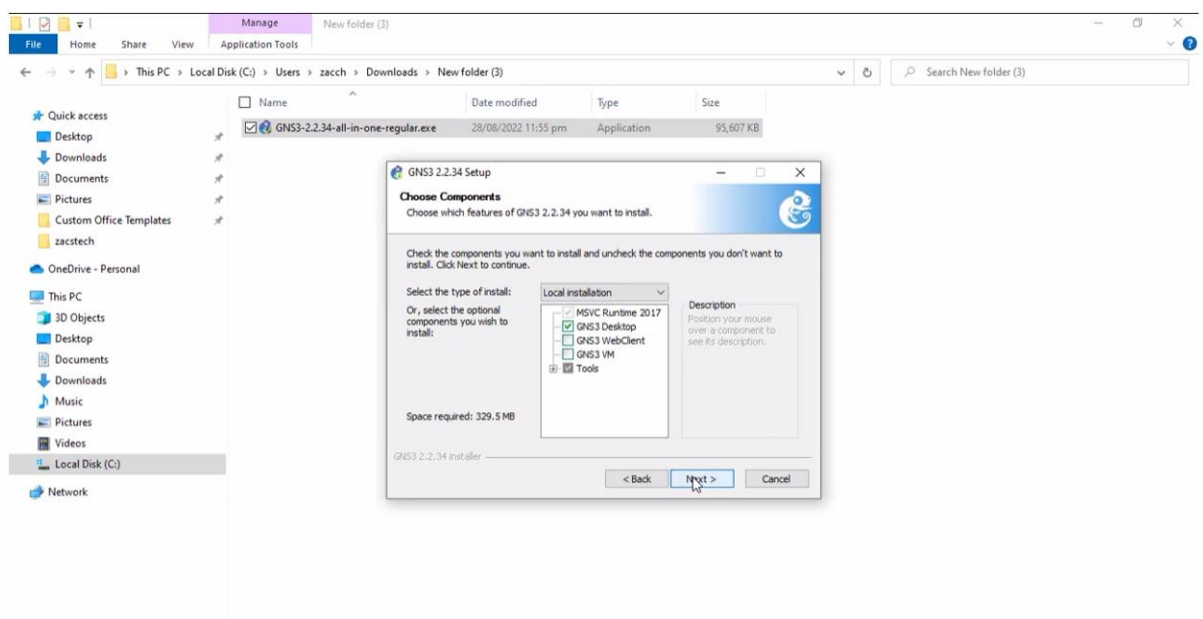 Manage
New folder (3)
File Home Share View Application Tools
This PC > Local Disk (C:) > Users > zacch > Downloads > New folder (3)
Search New folder (3)
Name Date modified Type Size
GNS3-2.2.34-all-in-one-regular.exe 28/08/2022 11:55 pm Application 95,607 KB
Quick access
Desktop
Downloads
Documents
Pictures
Custom Office Templates
zacstech
OneDrive - Personal
This PC
3D Objects
Desktop
Documents
Downloads
Music
Pictures
Videos
Local Disk (C:)
Network
GNS3 2.2.34 Setup
Choose Components
Choose which features of GNS3 2.2.34 you want to install.
Check the components you want to install and uncheck the components you don't want to
install. Click Next to continue.
Select the type of install: Local installation
Or, select the optional
components you wish to
install:
MSVC Runtime 2017
GNS3 Desktop
GNS3 WebClient
GNS3 VM
Tools
Description
Position your mouse
over a component to
see its description.
Space required: 329.5 MB
GNS3 2.2.34 installer
< Back Next > Cancel